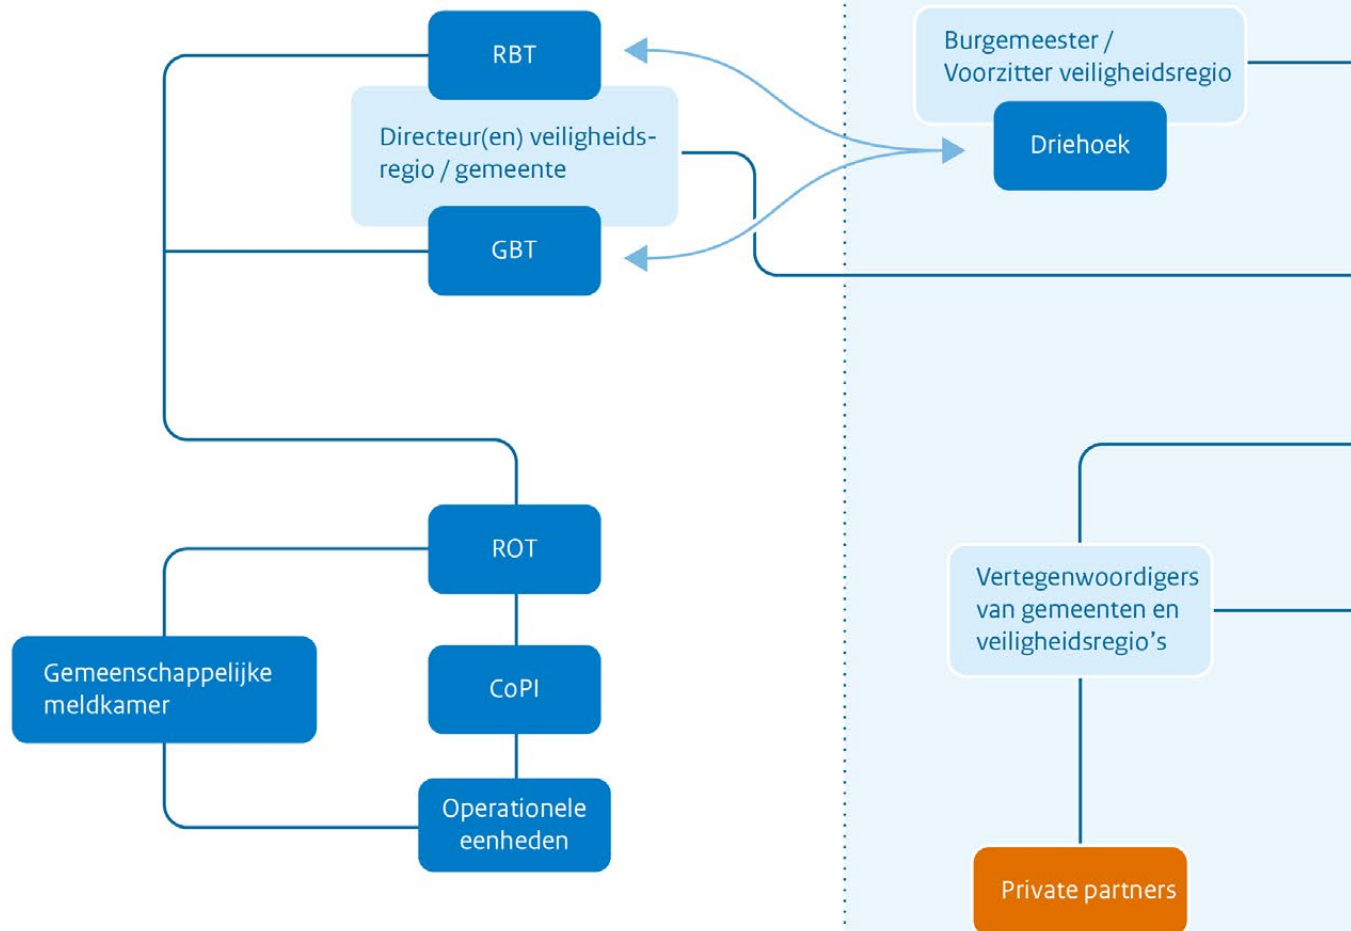 RBT
Directeur(en) veiligheids-
regio / gemeente
GBT
ROT
Gemeenschappelijke
meldkamer
CoPI
Operationele
eenheden
Burgemeester /
Voorzitter veiligheidsregio
Driehoek
Vertegenwoordigers
van gemeenten en
veiligheidsregio’s
Private partners